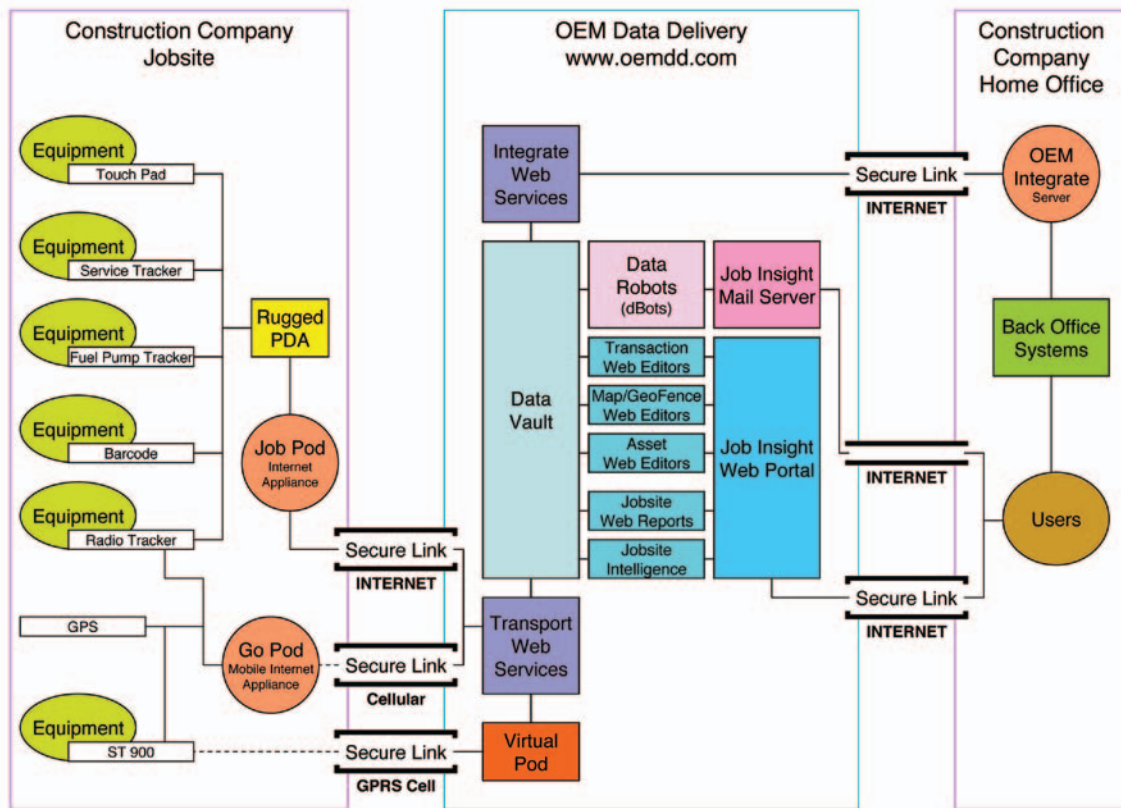 Construction Company
Jobsite
Equipment
Touch Pad
Equipment
Service Tracker
Equipment
Fuel Pump Tracker
Equipment
Barcode
Equipment
Radio Tracker
GPS
Equipment
ST 900
Rugged
PDA
Job Pod
Internet
Appliance
Go Pod
Mobile Internet
Appliance
Secure Link
INTERNET
Secure Link
Cellular
Secure Link
GPRS Cell
OEM Data Delivery
www.oemdd.com
Integrate
Web
Services
Data
Vault
Data
Robots
(dBots)
Job Insight
Mail Server
Transaction
Web Editors
Map/GeoFence
Web Editors
Asset
Web Editors
Jobsite
Web Reports
Jobsite
Intelligence
Job Insight
Web Portal
Transport
Web
Services
Virtual
Pod
Secure Link
INTERNET
INTERNET
Secure Link
INTERNET
Construction
Company
Home Office
OEM
Integrate
Server
Back Office
Systems
Users